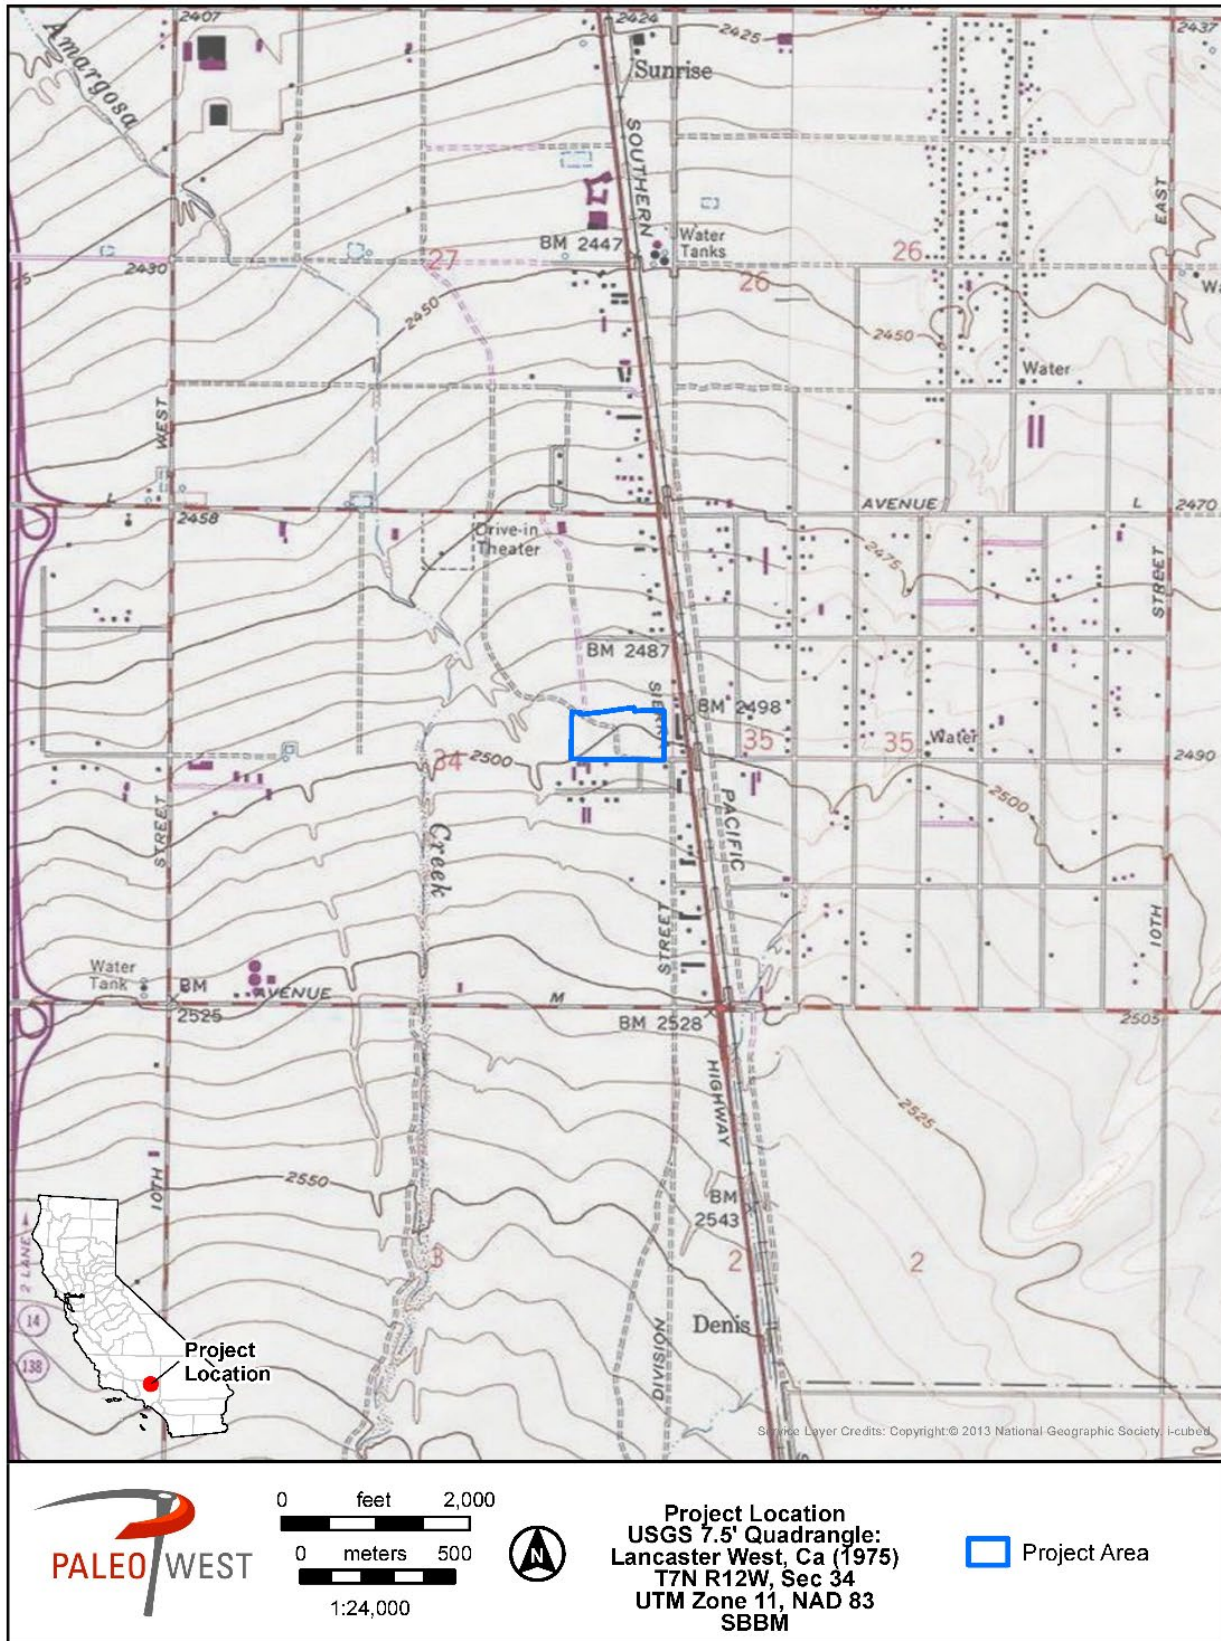 2407
2424
2425
2437
Amargosa
Sunrise
SOUTHERN
EAST
BM 2447
Water
Tanks
27
26
26
2430
2450
2450
Water
WEST
L
AVENUE
L
2458
2470
Drive-in
Theater
2475
STREET
BM 2487
BM 2498
34
2500
35
35
Water
2490
2500
STREET
Creek
PACIFIC
STREET
10TH
Water
Tank
BM
2525
AVENUE
M
BM 2528
2505
HIGHWAY
2525
10TH
2550
BM
2543
2 LANE
3
2
2
14
138
Denis
DIVISION
Project
Location
Service Layer Credits: Copyright:© 2013 National Geographic Society, i-cubed
PALEO WEST
0 feet 2,000
0 meters 500
1:24,000
N
Project Location
USGS 7.5' Quadrangle:
Lancaster West, Ca (1975)
T7N R12W, Sec 34
UTM Zone 11, NAD 83
SBBM
Project Area